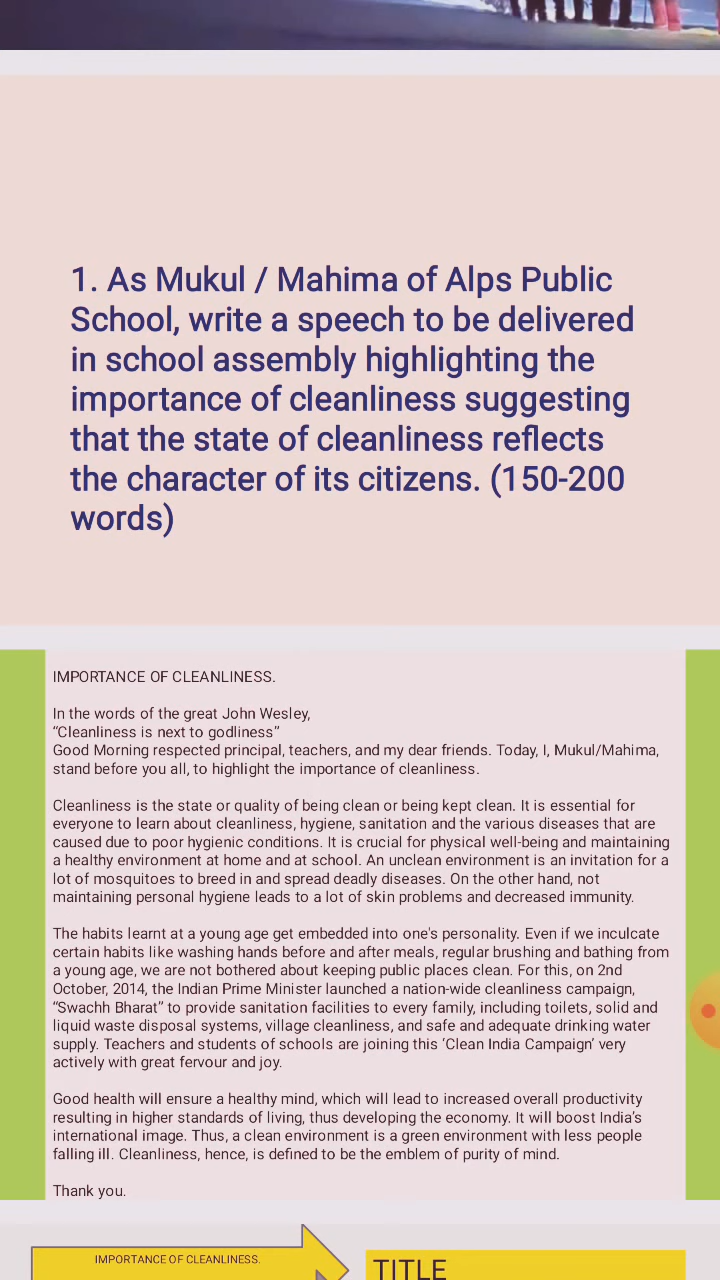 1. As Mukul / Mahima of Alps Public
School, write a speech to be delivered
in school assembly highlighting the
importance of cleanliness suggesting
that the state of cleanliness reflects
the character of its citizens. (150-200
words)
IMPORTANCE OF CLEANLINESS.
In the words of the great John Wesley,
“Cleanliness is next to godliness”
Good Morning respected principal, teachers, and my dear friends. Today, I, Mukul/Mahima,
stand before you all, to highlight the importance of cleanliness.
Cleanliness is the state or quality of being clean or being kept clean. It is essential for
everyone to learn about cleanliness, hygiene, sanitation and the various diseases that are
caused due to poor hygienic conditions. It is crucial for physical well-being and maintaining
a healthy environment at home and at school. An unclean environment is an invitation for a
lot of mosquitoes to breed in and spread deadly diseases. On the other hand, not
maintaining personal hygiene leads to a lot of skin problems and decreased immunity.
The habits learnt at a young age get embedded into one's personality. Even if we inculcate
certain habits like washing hands before and after meals, regular brushing and bathing from
a young age, we are not bothered about keeping public places clean. For this, on 2nd
October, 2014, the Indian Prime Minister launched a nation-wide cleanliness campaign,
“Swachh Bharat” to provide sanitation facilities to every family, including toilets, solid and
liquid waste disposal systems, village cleanliness, and safe and adequate drinking water
supply. Teachers and students of schools are joining this ‘Clean India Campaign’ very
actively with great fervour and joy.
Good health will ensure a healthy mind, which will lead to increased overall productivity
resulting in higher standards of living, thus developing the economy. It will boost India’s
international image. Thus, a clean environment is a green environment with less people
falling ill. Cleanliness, hence, is defined to be the emblem of purity of mind.
Thank you.
IMPORTANCE OF CLEANLINESS.
TITLE